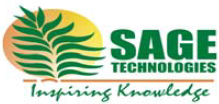 SAGE
TECHNOLOGIES
Inspiring Knowledge